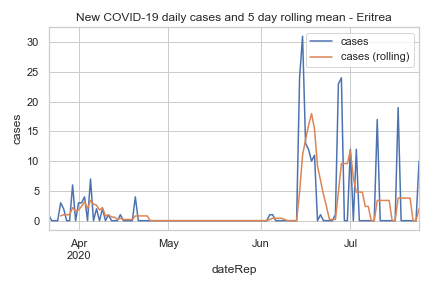 New COVID-19 daily cases and 5 day rolling mean - Eritrea
cases
cases (rolling)
30
25
20
15
10
5
0
cases
Apr
2020
May
Jun
Jul
dateRep